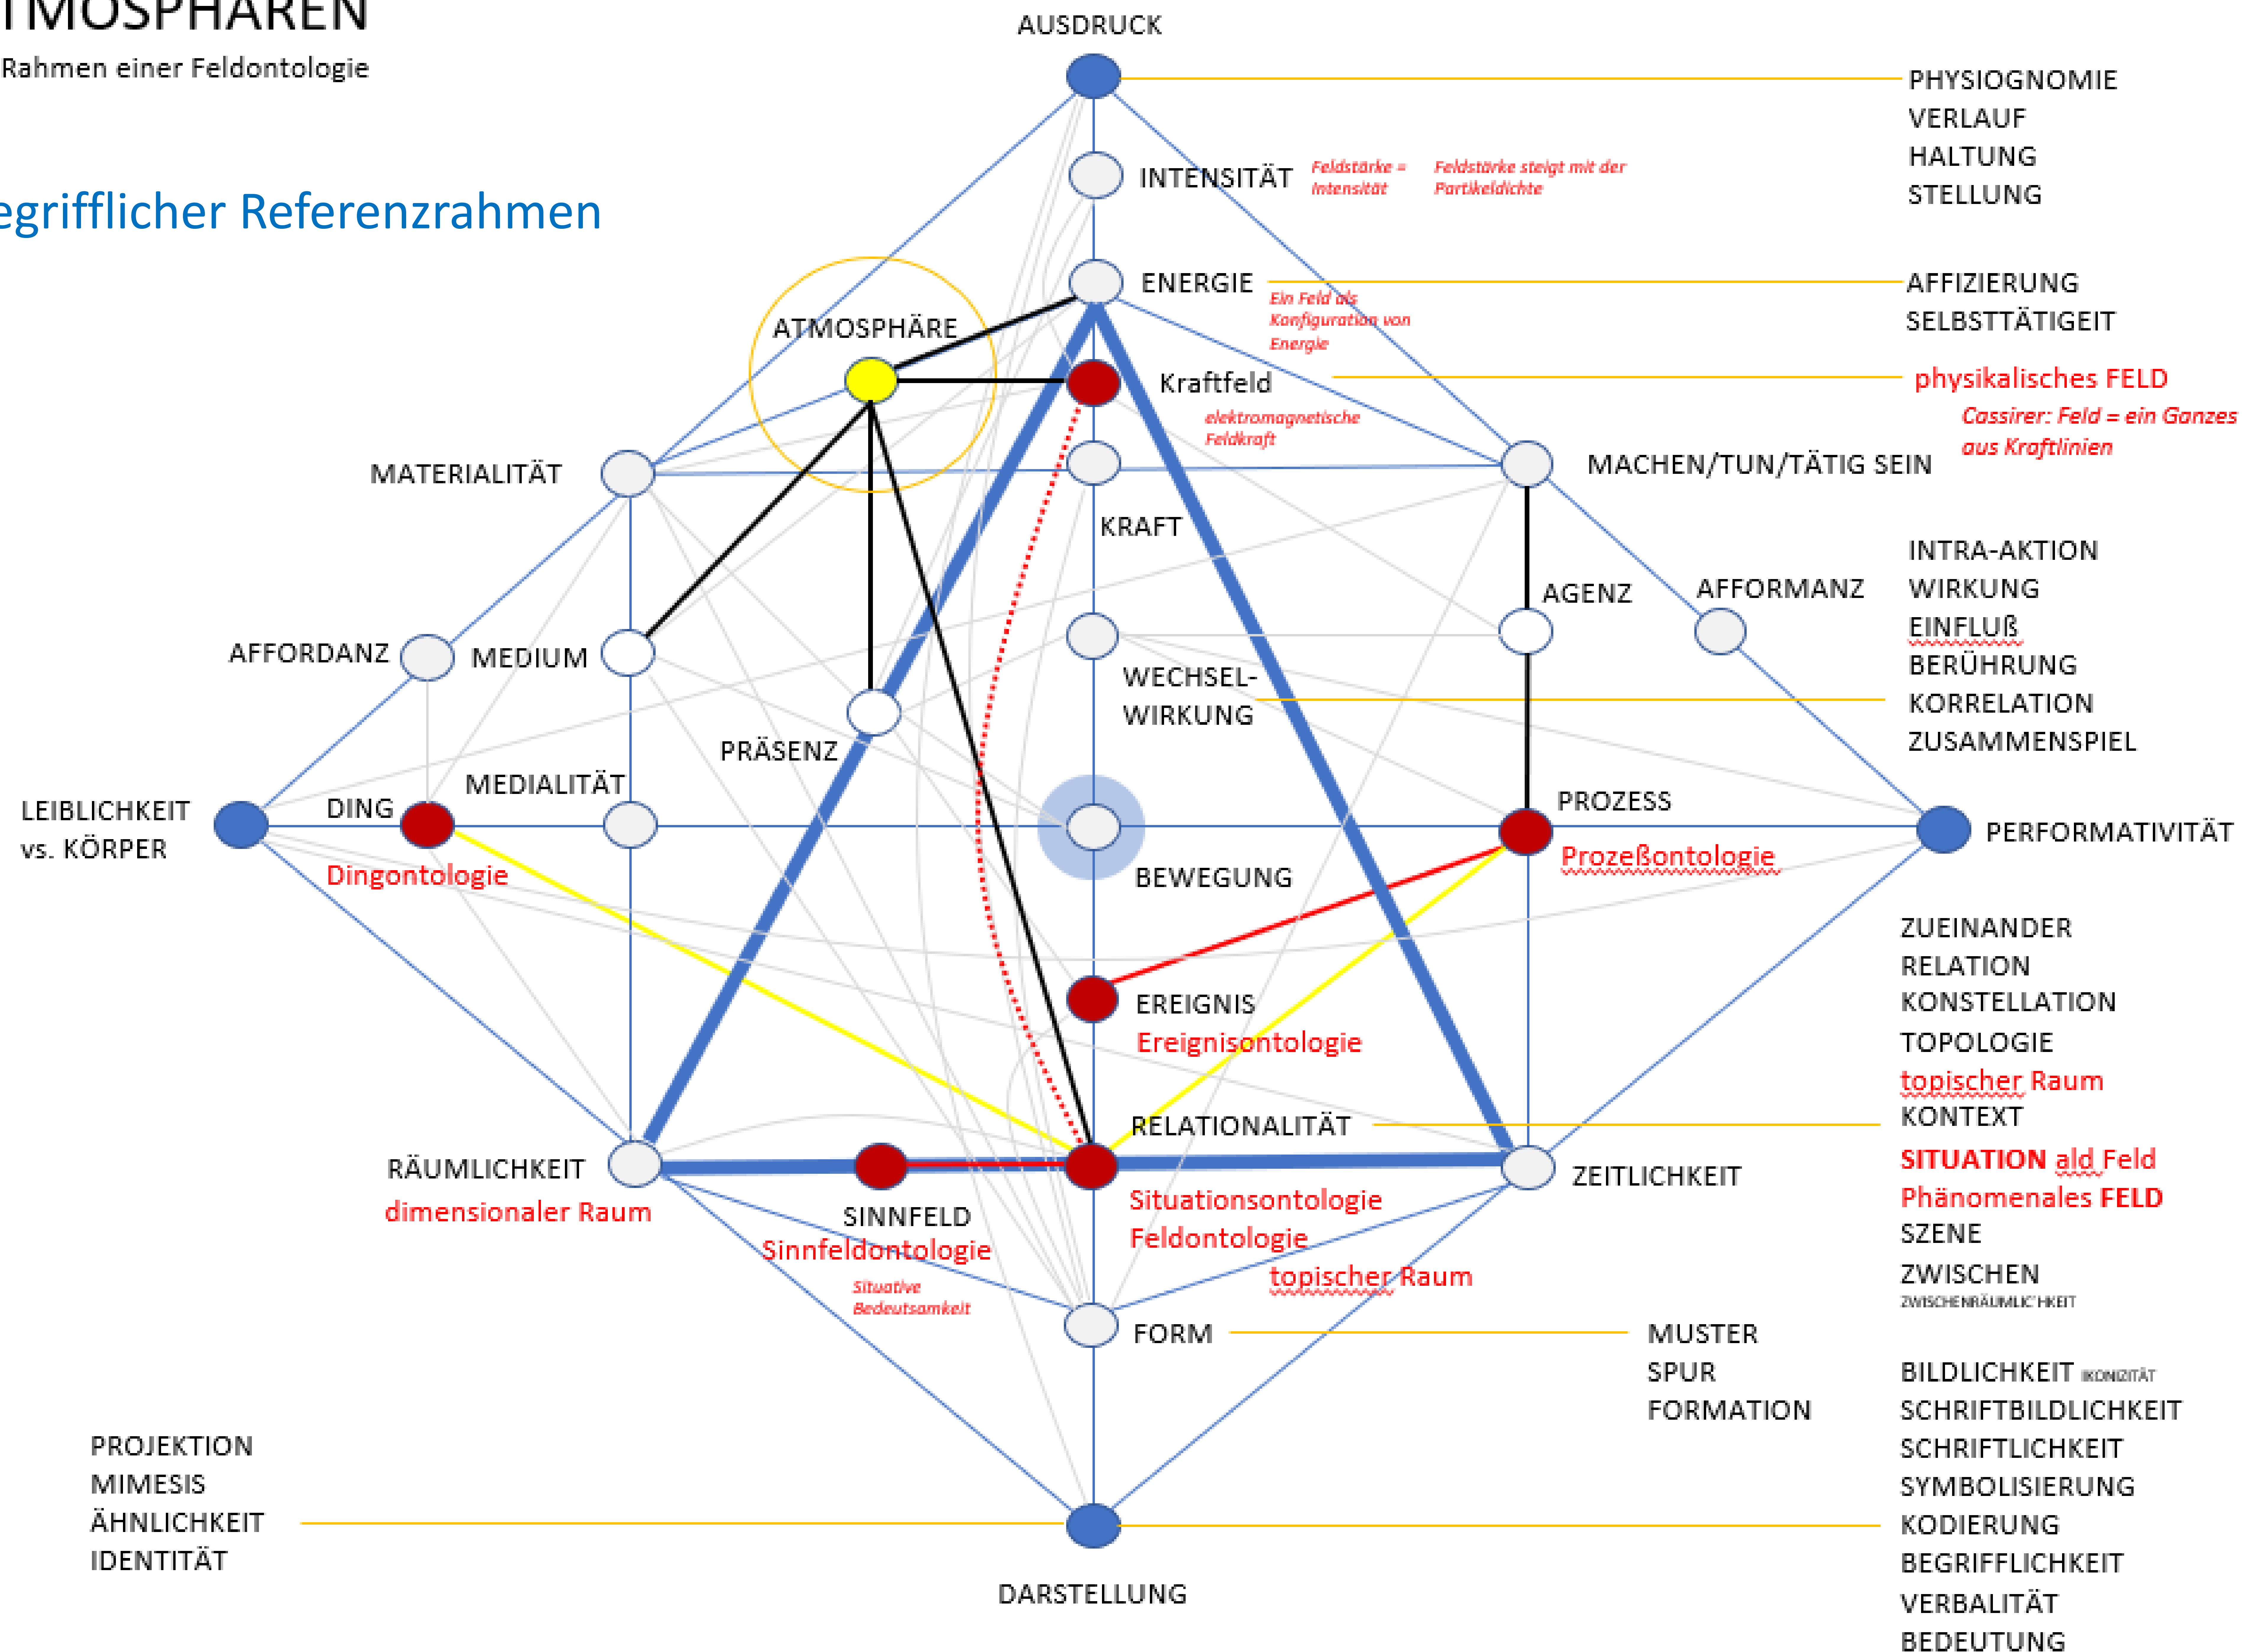 TMOSPHÄREN
Rahmen einer Feldontologie
egrifflicher Referenzrahmen
AUSDRUCK
PHYSIOGNOMIE
VERLAUF
HALTUNG
STELLUNG
INTENSITÄT
Feldstärke =
Intensität
Feldstärke steigt mit der
Partikeldichte
ENERGIE
Ein Feld als
Konfiguration von
Energie
AFFIZIERUNG
SELBSTTÄTIGEIT
ATMOSPHÄRE
Kraftfeld
elektromagnetische
Feldkraft
physikalisches FELD
Cassirer: Feld = ein Ganzes
aus Kraftlinien
MATERIALITÄT
MACHEN/TUN/TÄTIG SEIN
KRAFT
AFFORDANZ
MEDIUM
AGENZ
AFFORMANZ
INTRA-AKTION
WIRKUNG
EINFLUß
BERÜHRUNG
KORRELATION
ZUSAMMENSPIEL
WECHSEL-
WIRKUNG
PRÄSENZ
MEDIALITÄT
LEIBLICHKEIT
vs. KÖRPER
DING
Dingontologie
BEWEGUNG
PROZESS
Prozeßontologie
PERFORMATIVITÄT
EREIGNIS
Ereignisontologie
ZUEINANDER
RELATION
KONSTELLATION
TOPOLOGIE
topischer Raum
KONTEXT
SITUATION ald Feld
Phänomenales FELD
SZENE
ZWISCHEN
ZWISCHENRÄUMLIC'HKEIT
RELATIONALITÄT
RÄUMLICHKEIT
dimensionaler Raum
SINNFELD
Sinnfeldontologie
Situative
Bedeutsamkeit
Situationsontologie
Feldontologie
topischer Raum
ZEITLICHKEIT
FORM
MUSTER
SPUR
FORMATION
PROJEKTION
MIMESIS
ÄHNLICHKEIT
IDENTITÄT
DARSTELLUNG
BILDLICHKEIT IKONIZITÄT
SCHRIFTBILDLICHKEIT
SCHRIFTLICHKEIT
SYMBOLISIERUNG
KODIERUNG
BEGRIFFLICHKEIT
VERBALITÄT
BEDEUTUNG